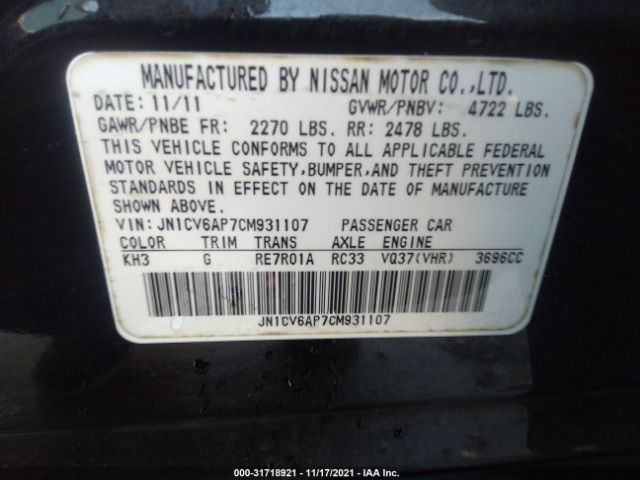 MANUFACTURED BY NISSAN MOTOR CO.,LTD.
DATE: 11/11 GVWR/PNBV: 4722 LBS.
GAWR/PNBE FR: 2270 LBS. RR: 2478 LBS.
THIS VEHICLE CONFORMS TO ALL APPLICABLE FEDERAL
MOTOR VEHICLE SAFETY,BUMPER,AND THEFT PREVENTION
STANDARDS IN EFFECT ON THE DATE OF MANUFACTURE
SHOWN ABOVE.
VIN: JN1CV6AP7CM931107 PASSENGER CAR
COLOR TRIM TRANS AXLE ENGINE
KH3 G RE7R01A RC33 VQ37(VHR) 3696CC
JN1CV6AP7CM931107
000-31718921 - 11/17/2021 - IAA Inc.